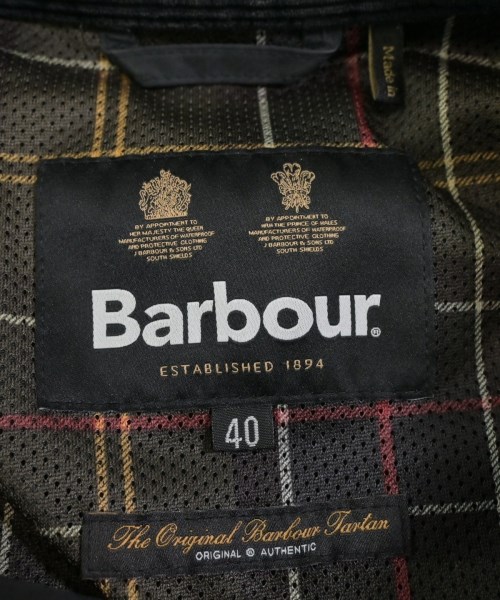 Made in
BY APPOINTMENT TO
HER MAJESTY THE QUEEN
MANUFACTURERS OF WATERPROOF
AND PROTECTIVE CLOTHING
J BARBOUR & SONS LTD
SOUTH SHIELDS
BY APPOINTMENT TO
HRH THE PRINCE OF WALES
MANUFACTURERS OF WATERPROOF
AND PROTECTIVE CLOTHING
J BARBOUR & SONS LTD
SOUTH SHIELDS
Barbour®
ESTABLISHED 1894
40
The Original Barbour Tartan
ORIGINAL & AUTHENTIC